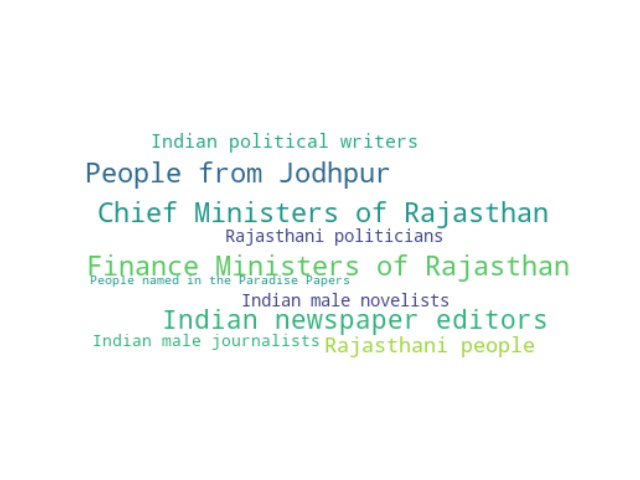 Indian political writers
People from Jodhpur
Chief Ministers of Rajasthan
Rajasthani politicians
Finance Ministers of Rajasthan
People named in the Paradise Papers
Indian male novelists
Indian newspaper editors
Indian male journalists
Rajasthani people